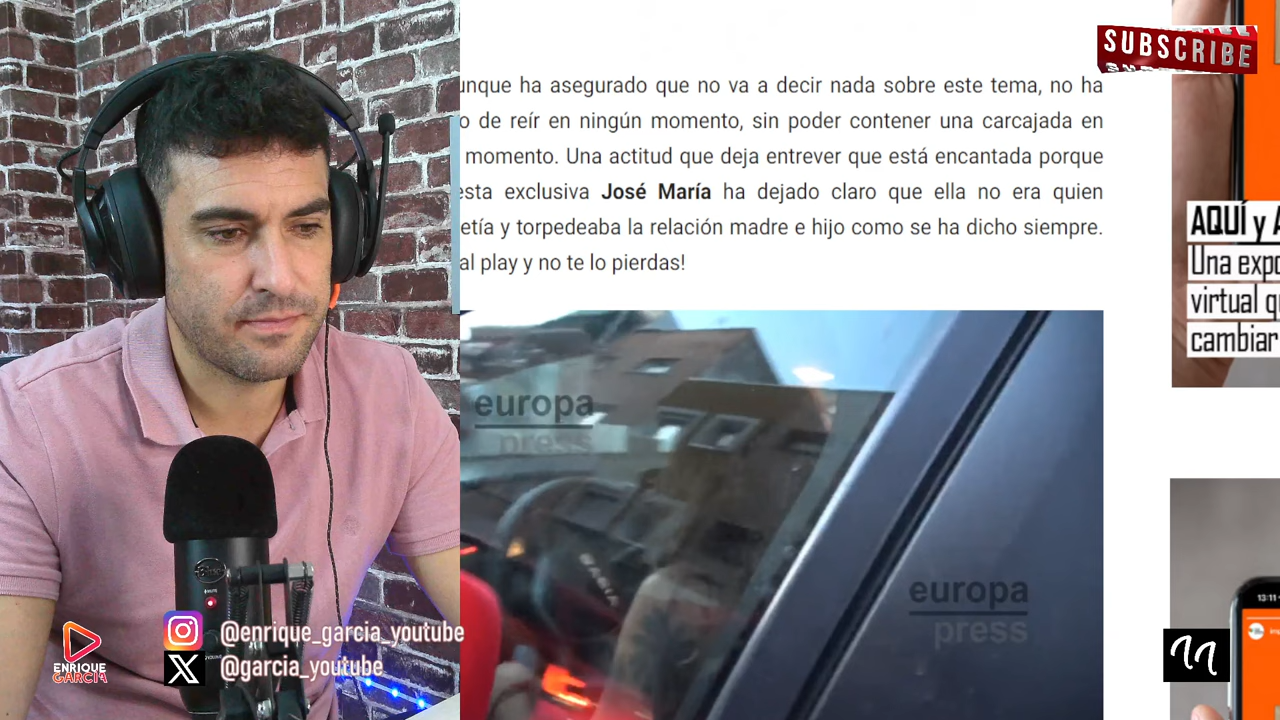 SUBSCRIBE
unque ha asegurado que no va a decir nada sobre este tema, no ha
o de reír en ningún momento, sin poder contener una carcajada en
momento. Una actitud que deja entrever que está encantada porque
esta exclusiva José María ha dejado claro que ella no era quien
etía y torpedeaba la relación madre e hijo como se ha dicho siempre.
al play y no te lo pierdas!
AQUÍ y A
Una expo
virtual qu
cambiar
europa
press
europa
press
13:11
@enrique_garcia_youtube
@garcia_youtube
ENRIQUE
GARCIA